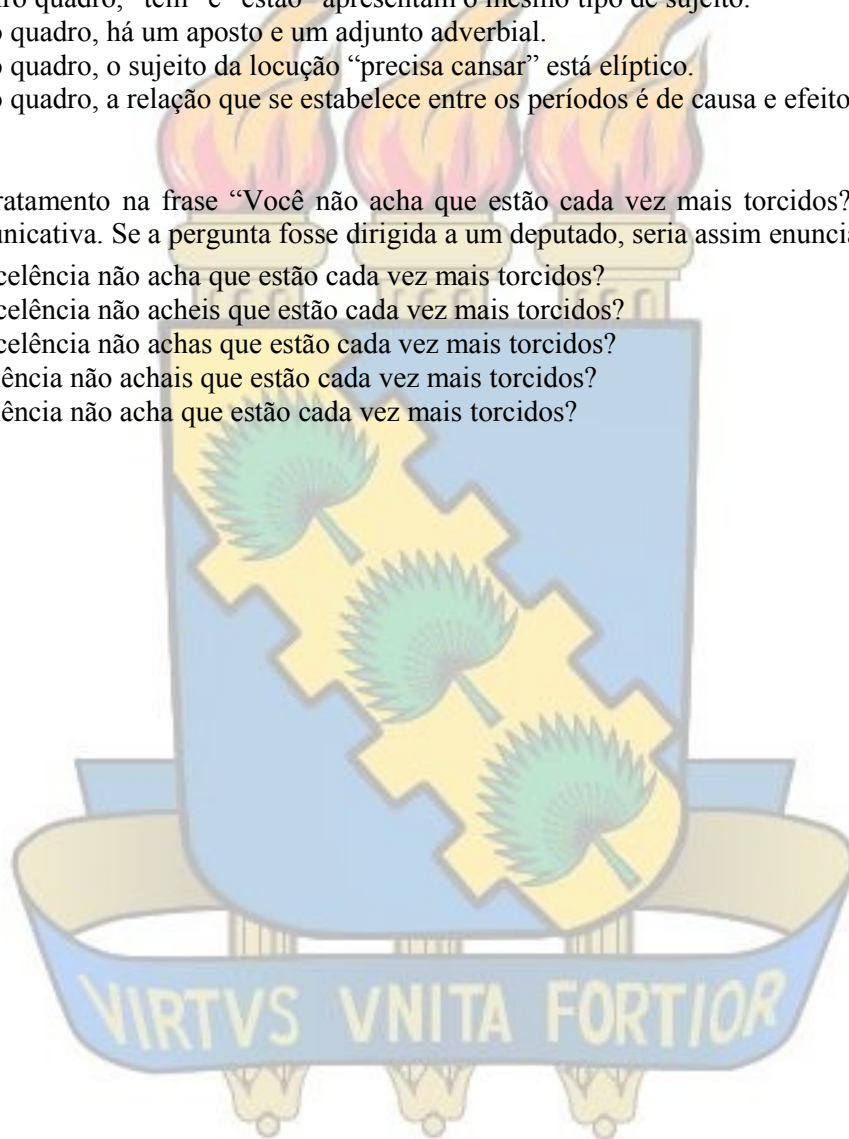 ro quadro, “tem” e “estão” apresentam o mesmo tipo de sujeito.
o quadro, há um aposto e um adjunto adverbial.
o quadro, o sujeito da locução “precisa cansar” está elíptico.
o quadro, a relação que se estabelece entre os períodos é de causa e efeito
ratamento na frase “Você não acha que estão cada vez mais torcidos?
unicativa. Se a pergunta fosse dirigida a um deputado, seria assim enuncia
celência não acha que estão cada vez mais torcidos?
celência não acheis que estão cada vez mais torcidos?
celência não achas que estão cada vez mais torcidos?
lência não achais que estão cada vez mais torcidos?
lência não acha que estão cada vez mais torcidos?
VIRTVS VNITA FORTIOR